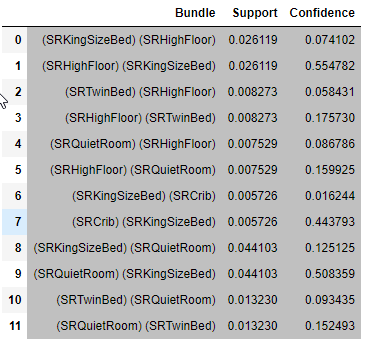 Bundle Support Confidence
0 (SRKingSizeBed) (SRHighFloor) 0.026119 0.074102
1 (SRHighFloor) (SRKingSizeBed) 0.026119 0.554782
2 (SRTwinBed) (SRHighFloor) 0.008273 0.058431
3 (SRHighFloor) (SRTwinBed) 0.008273 0.175730
4 (SRQuietRoom) (SRHighFloor) 0.007529 0.086786
5 (SRHighFloor) (SRQuietRoom) 0.007529 0.159925
6 (SRKingSizeBed) (SRCrib) 0.005726 0.016244
7 (SRCrib) (SRKingSizeBed) 0.005726 0.443793
8 (SRKingSizeBed) (SRQuietRoom) 0.044103 0.125125
9 (SRQuietRoom) (SRKingSizeBed) 0.044103 0.508359
10 (SRTwinBed) (SRQuietRoom) 0.013230 0.093435
11 (SRQuietRoom) (SRTwinBed) 0.013230 0.152493